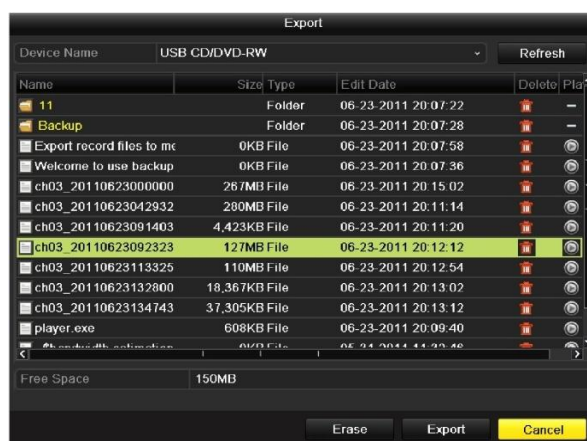 Export
Device Name USB CD/DVD-RW Refresh
Name Size Type Edit Date Delete Pla
11 Folder 06-23-2011 20:07:22 –
Backup Folder 06-23-2011 20:07:28 –
Export record files to me 0KB File 06-23-2011 20:07:58
Welcome to use backup 0KB File 06-23-2011 20:07:36
ch03_20110623000000 267MB File 06-23-2011 20:15:02
ch03_20110623042932 280MB File 06-23-2011 20:11:14
ch03_20110623091403 4,423KB File 06-23-2011 20:11:20
ch03_20110623092323 127MB File 06-23-2011 20:12:12
ch03_20110623113325 110MB File 06-23-2011 20:12:54
ch03_20110623132800 18,367KB File 06-23-2011 20:13:02
ch03_20110623134743 37,305KB File 06-23-2011 20:13:12
player.exe 608KB File 06-23-2011 20:09:40
Free Space 150MB
Erase Export Cancel